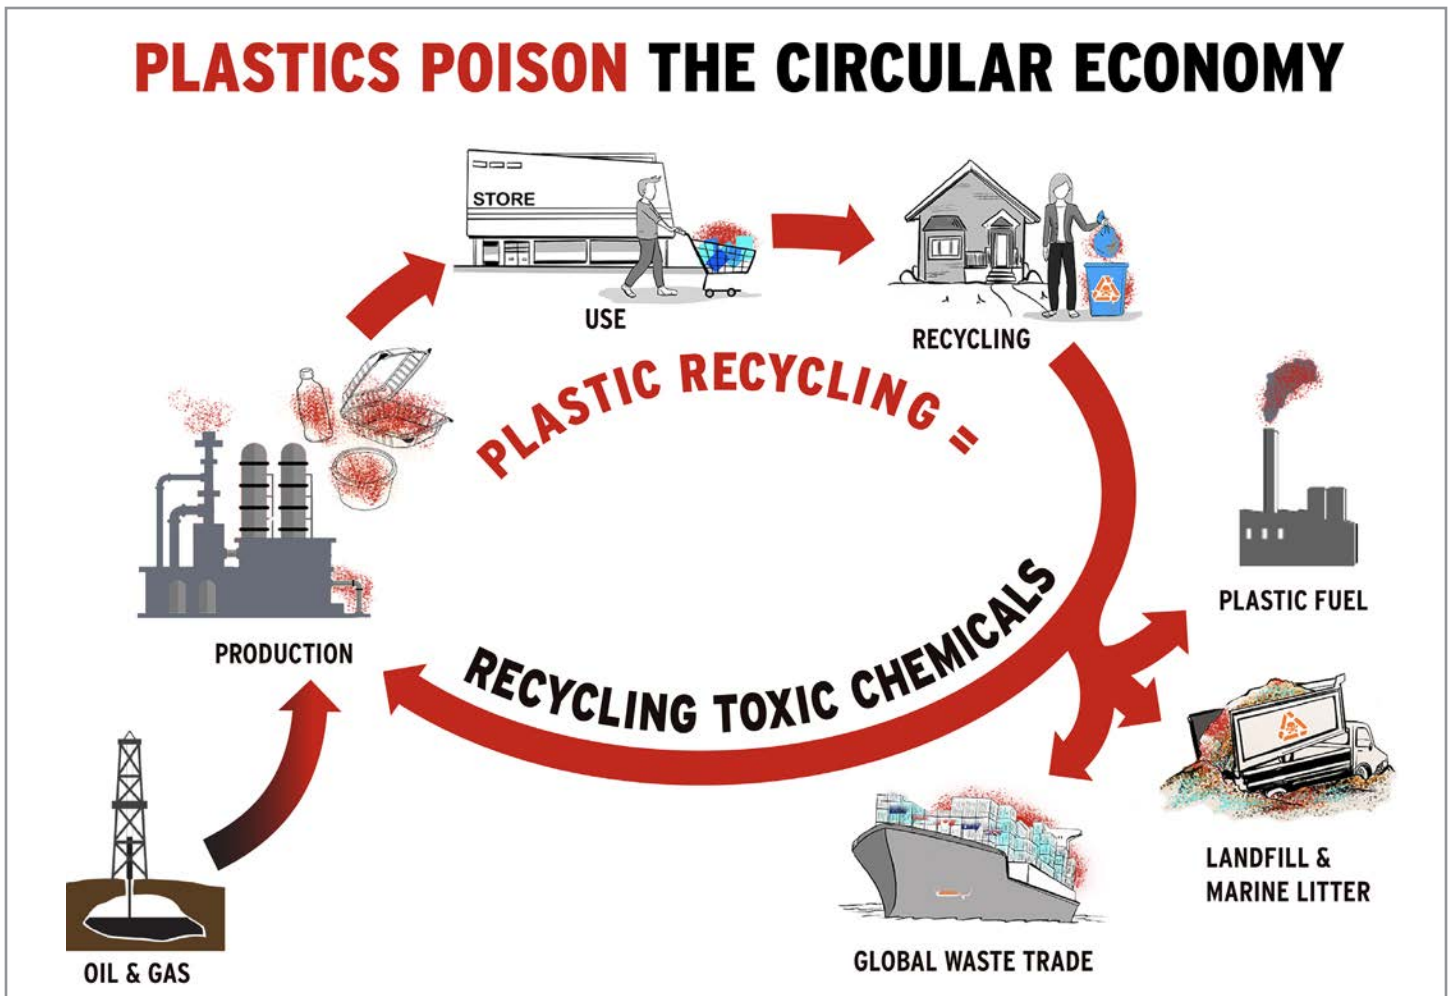 PLASTICS POISON THE CIRCULAR ECONOMY
STORE
USE
RECYCLING
PLASTIC RECYCLING =
RECYCLING TOXIC CHEMICALS
PRODUCTION
OIL & GAS
PLASTIC FUEL
LANDFILL &
MARINE LITTER
GLOBAL WASTE TRADE